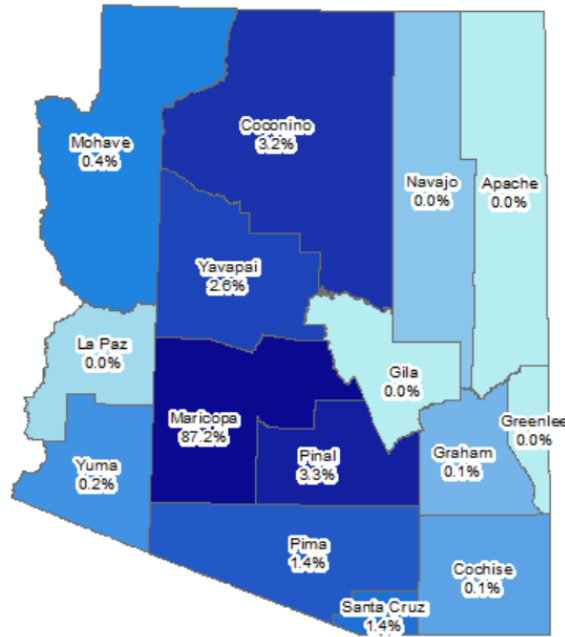 Mohave
0.4%
Coconino
3.2%
Navajo
0.0%
Apache
0.0%
Yavapai
2.6%
La Paz
0.0%
Gila
0.0%
Maricopa
87.2%
Greenlee
0.0%
Yuma
0.2%
Pinal
3.3%
Graham
0.1%
Pima
1.4%
Cochise
0.1%
Santa Cruz
1.4%